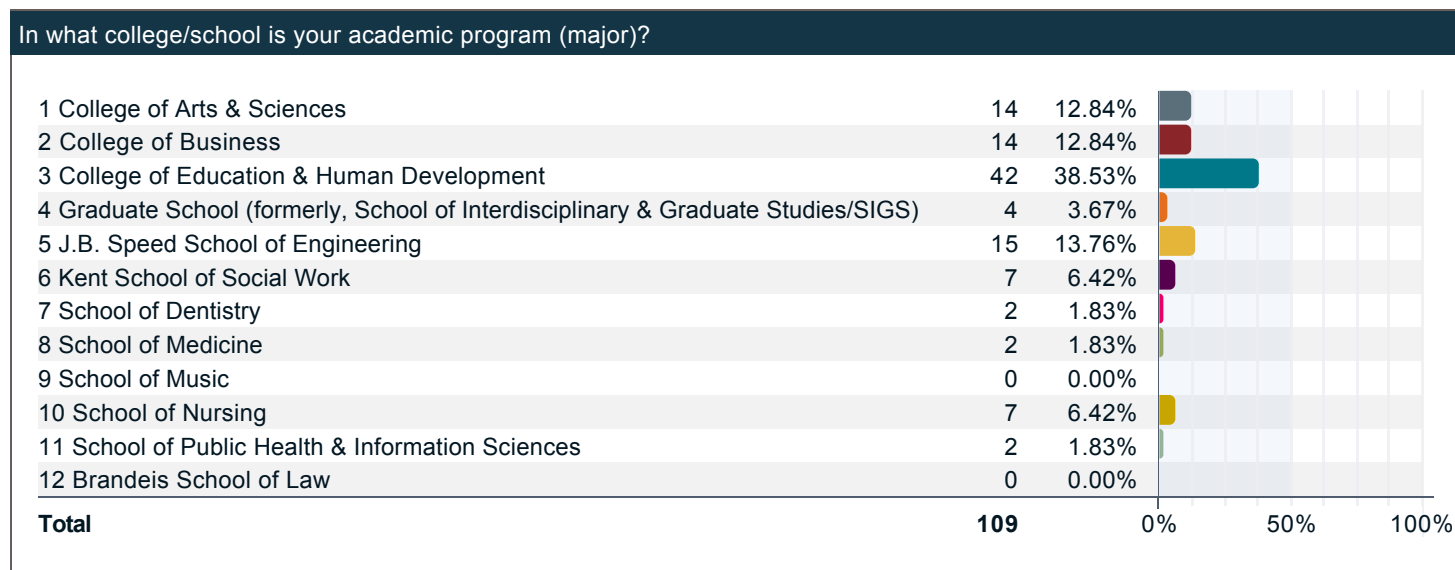 In what college/school is your academic program (major)?
1 College of Arts & Sciences 14 12.84%
2 College of Business 14 12.84%
3 College of Education & Human Development 42 38.53%
4 Graduate School (formerly, School of Interdisciplinary & Graduate Studies/SIGS) 4 3.67%
5 J.B. Speed School of Engineering 15 13.76%
6 Kent School of Social Work 7 6.42%
7 School of Dentistry 2 1.83%
8 School of Medicine 2 1.83%
9 School of Music 0 0.00%
10 School of Nursing 7 6.42%
11 School of Public Health & Information Sciences 2 1.83%
12 Brandeis School of Law 0 0.00%
Total 109 0% 50% 100%